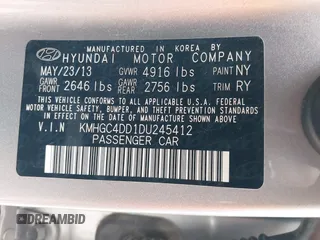 MANUFACTURED IN KOREA BY
HYUNDAI MOTOR COMPANY
MAY/23/13 GVWR 4916 lbs PAINT NY
GAWR FRONT 2646 lbs GAWR REAR 2756 lbs TRIM RY
THIS VEHICLE CONFORMS TO ALL APPLICABLE
U.S. FEDERAL MOTOR VEHICLE SAFETY, BUMPER,
AND THEFT PREVENTION STANDARDS IN EFFECT ON
THE DATE OF MANUFACTURE SHOWN ABOVE.
V.I.N KMHGC4DD1DU245412
PASSENGER CAR
DREAMBID